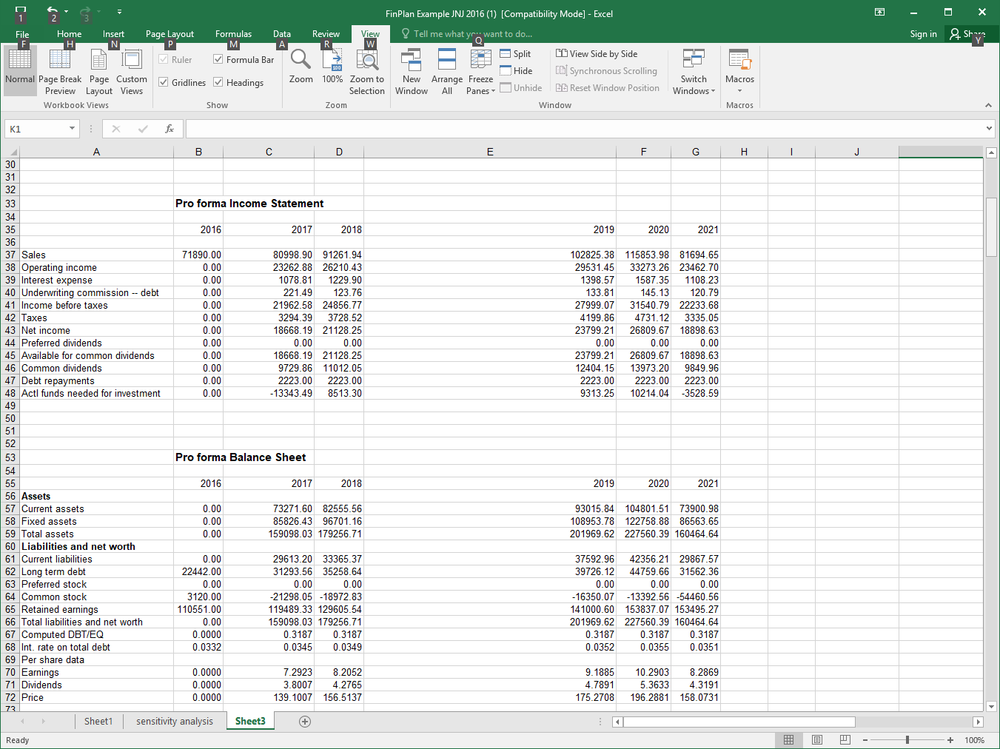 1 2 3 FinPlan Example JNJ 2016 (1) [Compatibility Mode] - Excel
File Home Insert Page Layout Formulas Data Review View Tell me what you want to do... Sign in Share
F H N P M A R W Q Y
Normal Page Break Preview Page Layout Custom Views
Workbook Views
Ruler Formula Bar
Gridlines Headings
Show
Zoom 100% Zoom to Selection
Zoom
New Window Arrange All Freeze Panes
Split
Hide
Unhide
View Side by Side
Synchronous Scrolling
Reset Window Position
Window
Switch Windows
Macros
Macros
K1 fx
A B C D E F G H I J
30
31
32
33 Pro forma Income Statement
34
35 2016 2017 2018 2019 2020 2021
36
37 Sales 71890.00 80998.90 91261.94 102825.38 115853.98 81694.65
38 Operating income 0.00 23262.88 26210.43 29531.45 33273.26 23462.70
39 Interest expense 0.00 1078.81 1229.90 1398.57 1587.35 1108.23
40 Underwriting commission -- debt 0.00 221.49 123.76 133.81 145.13 120.79
41 Income before taxes 0.00 21962.58 24856.77 27999.07 31540.79 22233.68
42 Taxes 0.00 3294.39 3728.52 4199.86 4731.12 3335.05
43 Net income 0.00 18668.19 21128.25 23799.21 26809.67 18898.63
44 Preferred dividends 0.00 0.00 0.00 0.00 0.00 0.00
45 Available for common dividends 0.00 18668.19 21128.25 23799.21 26809.67 18898.63
46 Common dividends 0.00 9729.86 11012.05 12404.15 13973.20 9849.96
47 Debt repayments 0.00 2223.00 2223.00 2223.00 2223.00 2223.00
48 Actl funds needed for investment 0.00 -13343.49 8513.30 9313.25 10214.04 -3528.59
49
50
51
52
53 Pro forma Balance Sheet
54
55 2016 2017 2018 2019 2020 2021
56 Assets
57 Current assets 0.00 73271.60 82555.56 93015.84 104801.51 73900.98
58 Fixed assets 0.00 85826.43 96701.16 108953.78 122758.88 86563.65
59 Total assets 0.00 159098.03 179256.71 201969.62 227560.39 160464.64
60 Liabilities and net worth
61 Current liabilities 0.00 29613.20 33365.37 37592.96 42356.21 29867.57
62 Long term debt 22442.00 31293.56 35258.64 39726.12 44759.66 31562.36
63 Preferred stock 0.00 0.00 0.00 0.00 0.00 0.00
64 Common stock 3120.00 -21298.05 -18972.83 -16350.07 -13392.56 -54460.56
65 Retained earnings 110551.00 119489.33 129605.54 141000.60 153837.07 153495.27
66 Total liabilities and net worth 0.00 159098.03 179256.71 201969.62 227560.39 160464.64
67 Computed DBT/EQ 0.0000 0.3187 0.3187 0.3187 0.3187 0.3187
68 Int. rate on total debt 0.0332 0.0345 0.0349 0.0352 0.0355 0.0351
69 Per share data
70 Earnings 0.0000 7.2923 8.2052 9.1885 10.2903 8.2869
71 Dividends 0.0000 3.8007 4.2765 4.7891 5.3633 4.3191
72 Price 0.0000 139.1007 156.5137 175.2708 196.2881 158.0731
73
Sheet1 sensitivity analysis Sheet3
Ready 100%